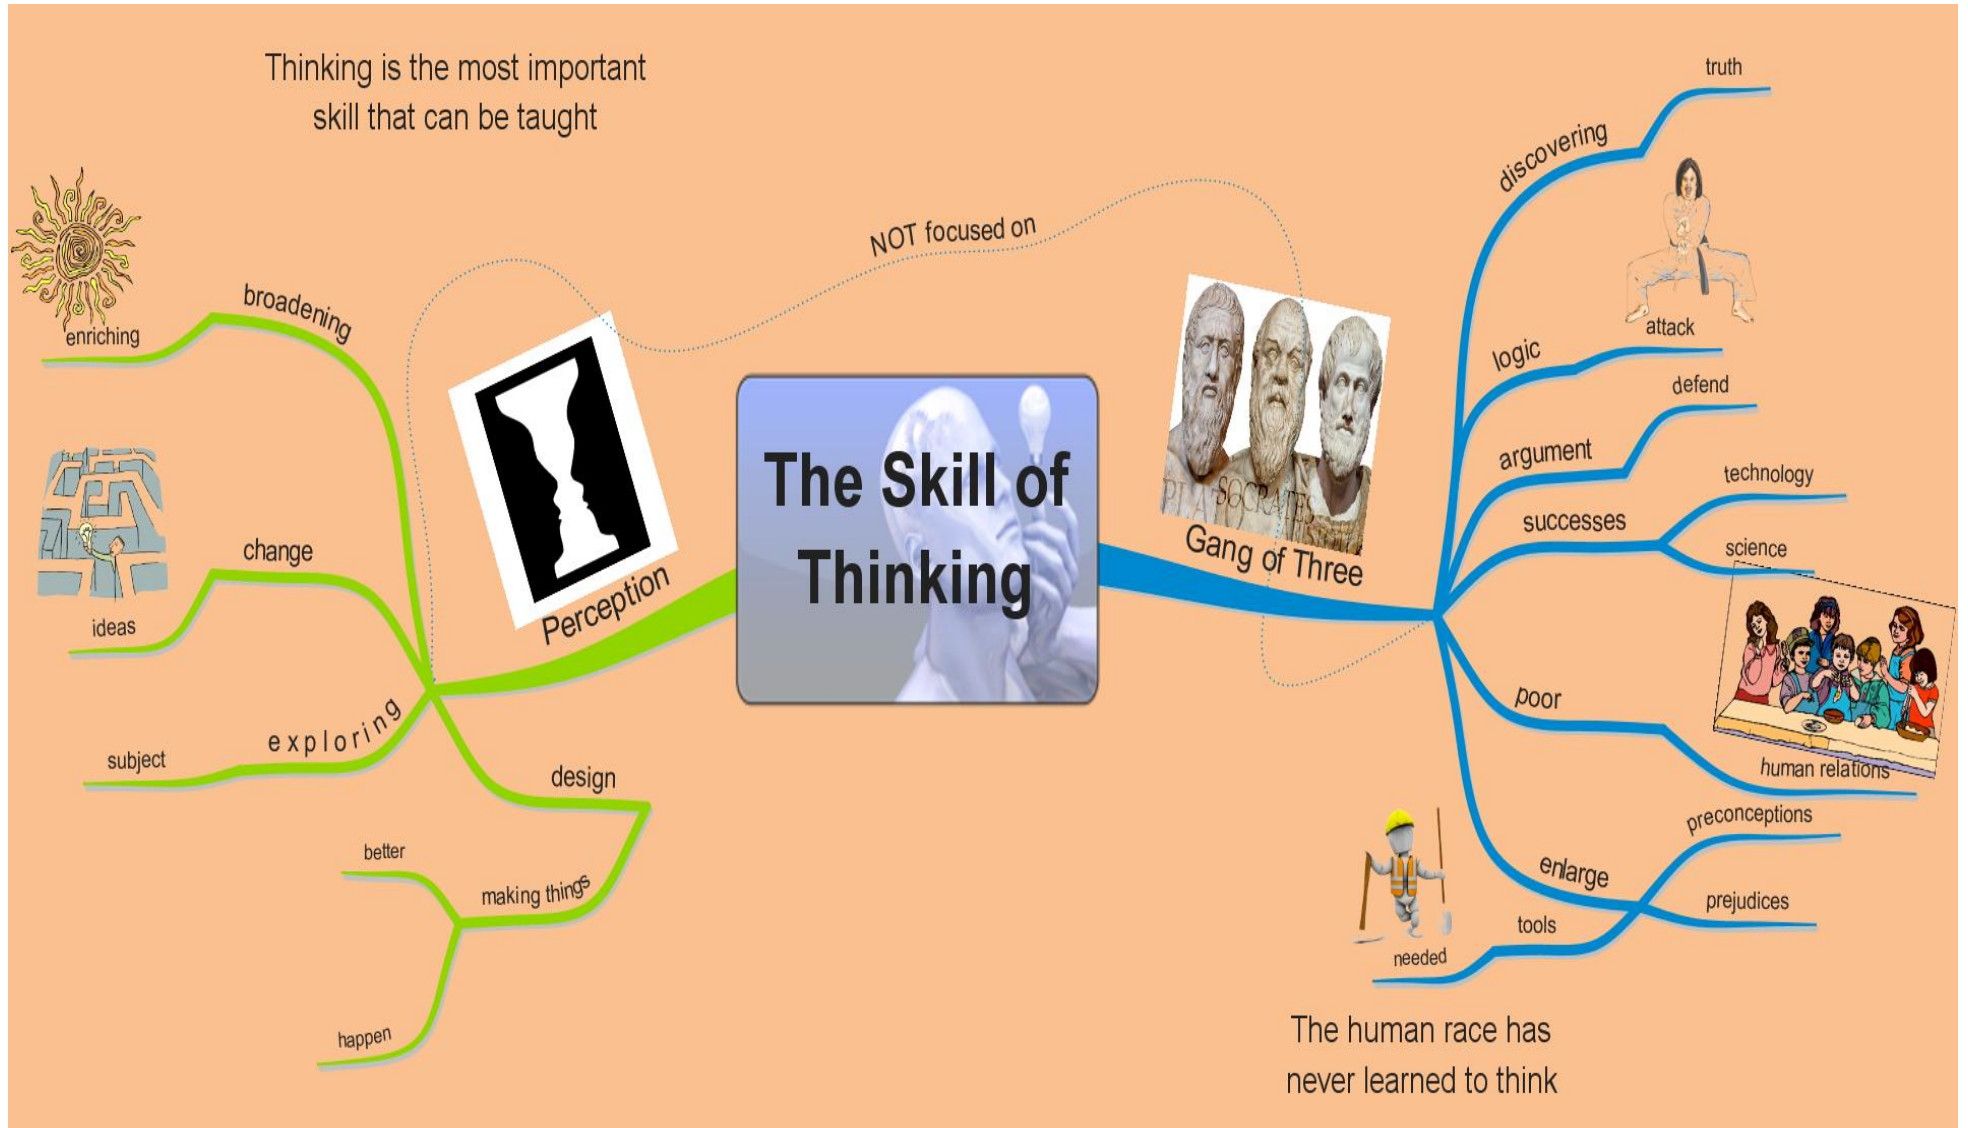 Thinking is the most important
skill that can be taught
broadening
enriching
change
ideas
exploring
subject
design
making things
better
happen
Perception
NOT focused on
The Skill of
Thinking
SOCRATE
Gang of Three
discovering
truth
logic
attack
argument
defend
successes
technology
science
poor
human relations
enlarge
preconceptions
prejudices
tools
needed
The human race has
never learned to think